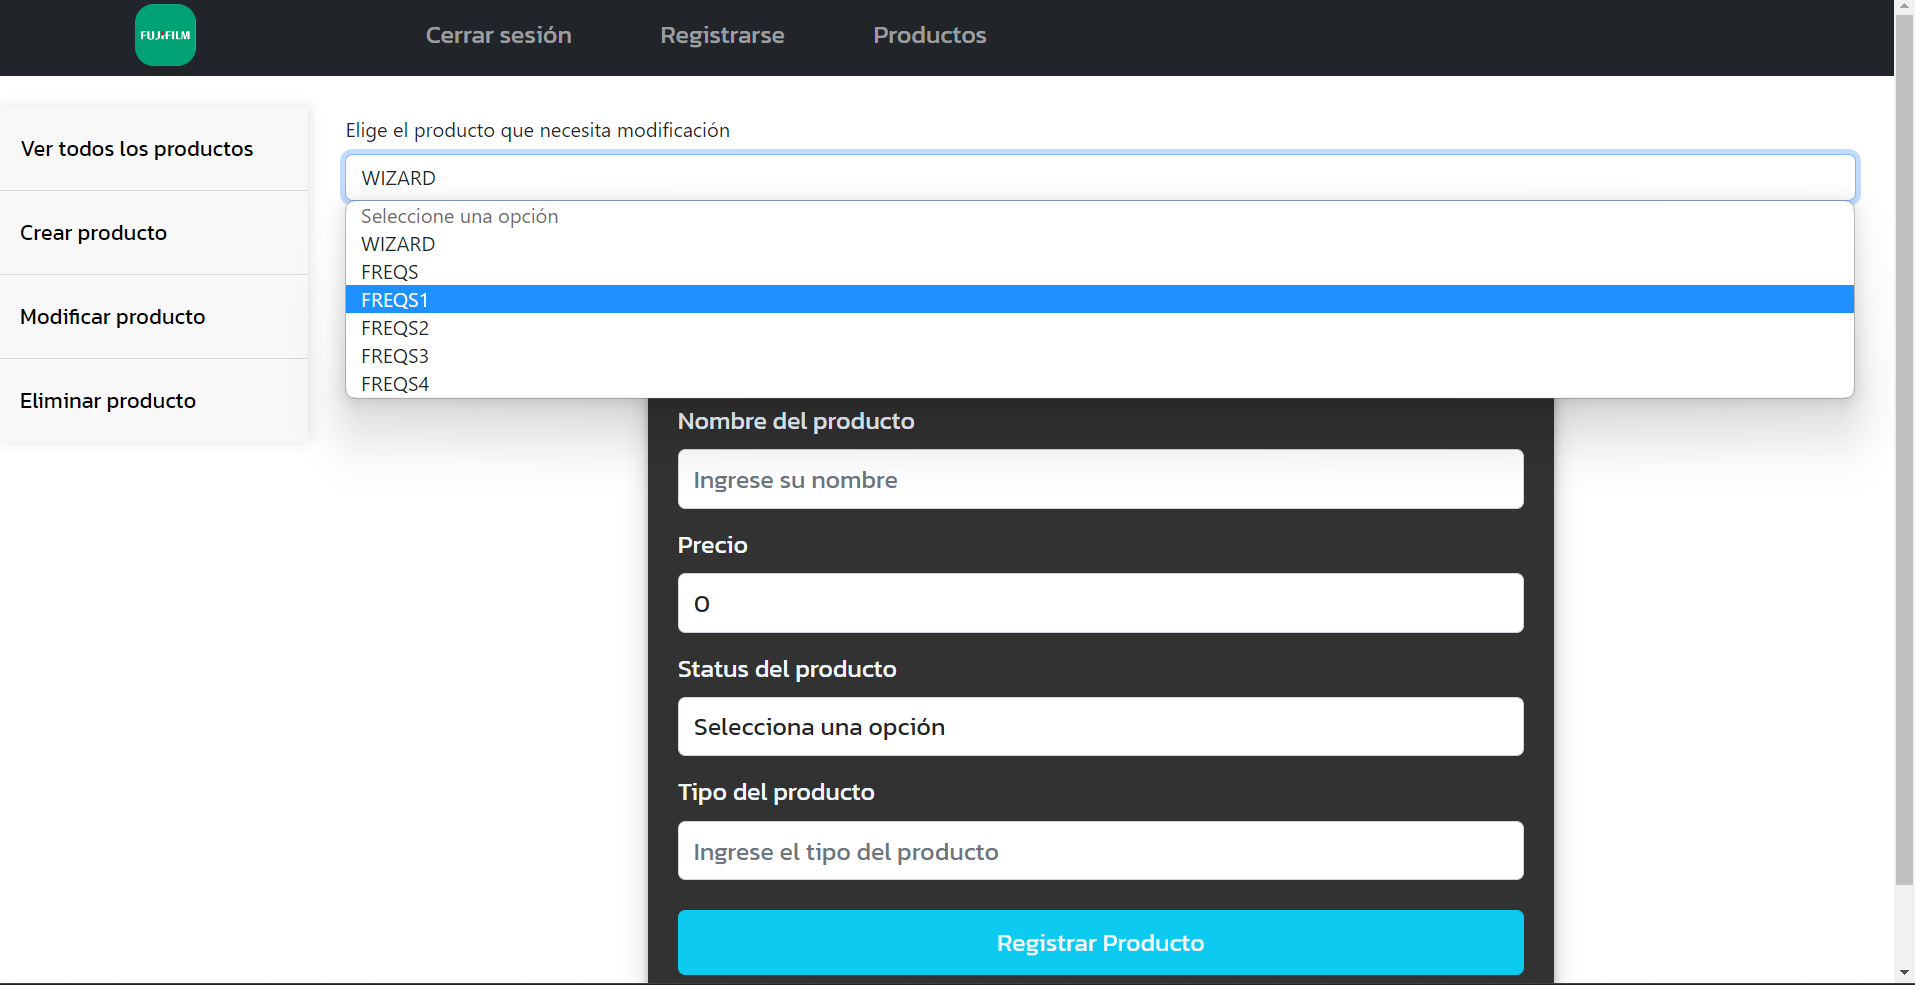 FUJIFILM
Cerrar sesión
Registrarse
Productos
Ver todos los productos
Crear producto
Modificar producto
Eliminar producto
Elige el producto que necesita modificación
WIZARD
Seleccione una opción
WIZARD
FREQS
FREQS1
FREQS2
FREQS3
FREQS4
Nombre del producto
Ingrese su nombre
Precio
0
Status del producto
Selecciona una opción
Tipo del producto
Ingrese el tipo del producto
Registrar Producto